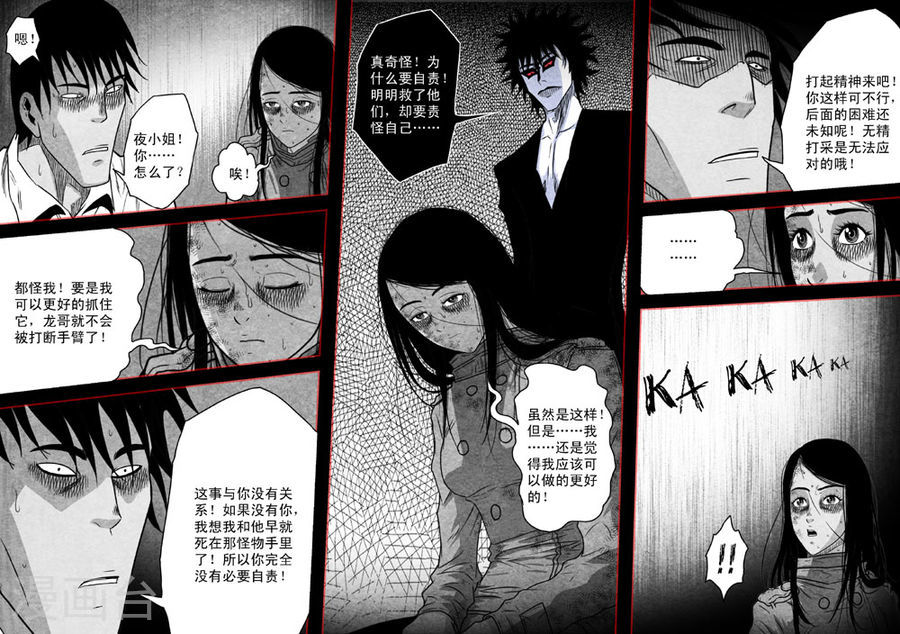 嗯！
夜小姐！
你……
怎么了？
唉！
都怪我！要是我
可以更好的抓住
它，龙哥就不会
被打断手臂了！
这事与你没有关
系！如果没有你，
我想我和他早就
死在那怪物手里
了！所以你完全
没有必要自责！
真奇怪！为
什么要自责！
明明救了他
们，却要责
怪自己……
虽然是这样！
但是……我
……还是觉
得我应该可
以做的更好
的！
打起精神来吧！
你这样可不行，
后面的困难还
未知呢！无精
打采是无法应
对的哦！
……
……
KA KA KA KA
!!
漫画台